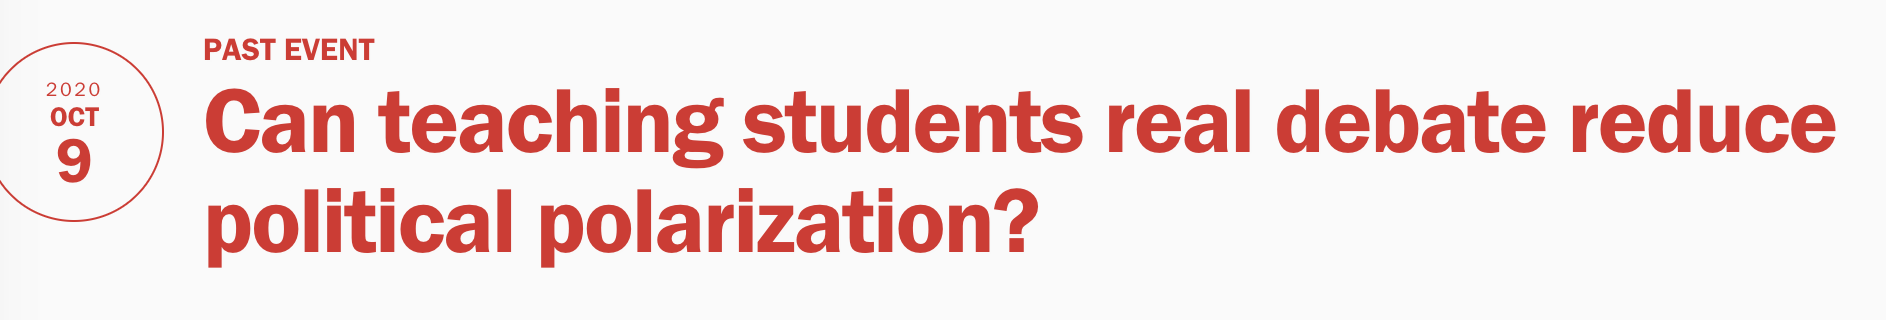 2020
OCT
9
PAST EVENT
Can teaching students real debate reduce
political polarization?